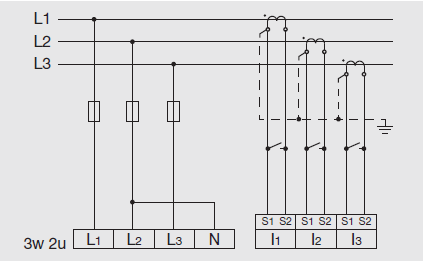 L1
L2
L3
S1 S2 S1 S2 S1 S2
3w 2u L1 L2 L3 N I1 I2 I3